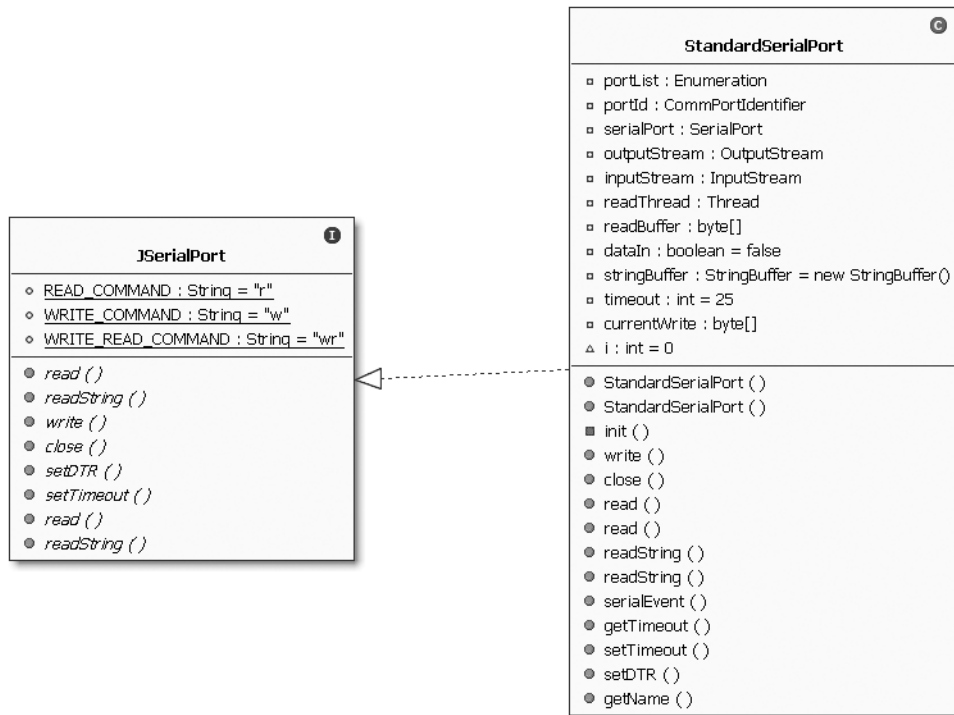 I
JSerialPort
READ_COMMAND : String = "r"
WRITE_COMMAND : String = "w"
WRITE_READ_COMMAND : String = "wr"
read ( )
readString ( )
write ( )
close ( )
setDTR ( )
setTimeout ( )
read ( )
readString ( )
C
StandardSerialPort
portList : Enumeration
portId : CommPortIdentifier
serialPort : SerialPort
outputStream : OutputStream
inputStream : InputStream
readThread : Thread
readBuffer : byte[]
dataIn : boolean = false
stringBuffer : StringBuffer = new StringBuffer()
timeout : int = 25
currentWrite : byte[]
i : int = 0
StandardSerialPort ( )
StandardSerialPort ( )
init ( )
write ( )
close ( )
read ( )
read ( )
readString ( )
readString ( )
serialEvent ( )
getTimeout ( )
setTimeout ( )
setDTR ( )
getName ( )